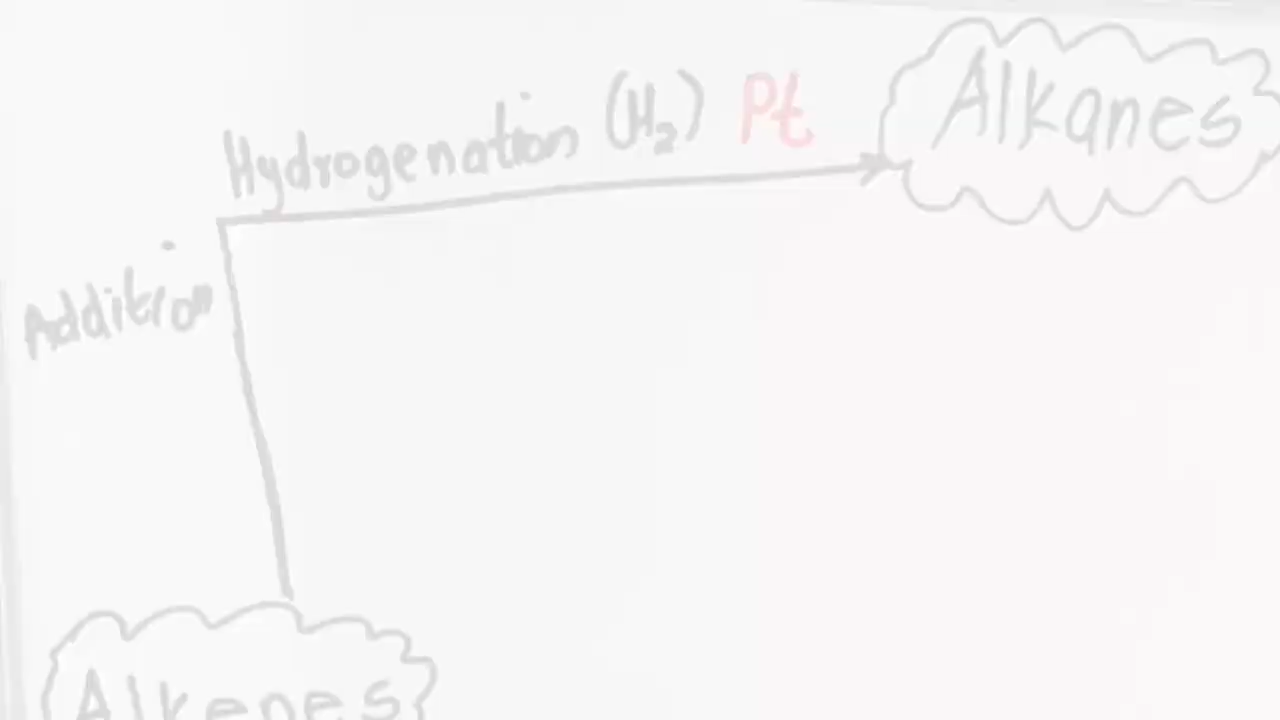 Alkanes
Hydrogenation (H₂) Pt
Addition
Alkenes